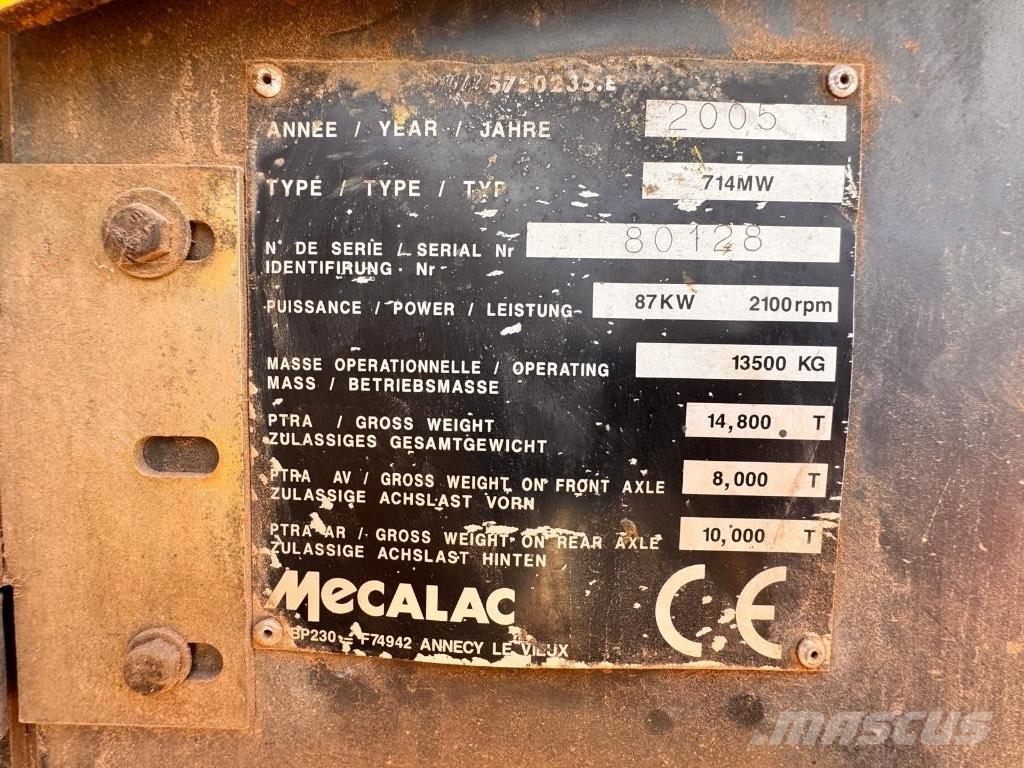 5750235.E
ANNEE / YEAR / JAHRE 2005
TYPE / TYPE / TYP 714MW
N° DE SERIE / SERIAL Nr 80128
IDENTIFIRUNG · Nr
PUISSANCE / POWER / LEISTUNG 87KW 2100rpm
MASSE OPERATIONNELLE / OPERATING 13500 KG
MASS / BETRIEBSMASSE
PTRA / GROSS WEIGHT 14,800 T
ZULASSIGES GESAMTGEWICHT
PTRA AV / GROSS WEIGHT ON FRONT AXLE 8,000 T
ZULASSIGE ACHSLAST VORN
PTRA AR / GROSS WEIGHT ON REAR AXLE 10,000 T
ZULASSIGE ACHSLAST HINTEN
MECALAC CE
BP230 - F74942 ANNECY LE VIEUX
MASCUS